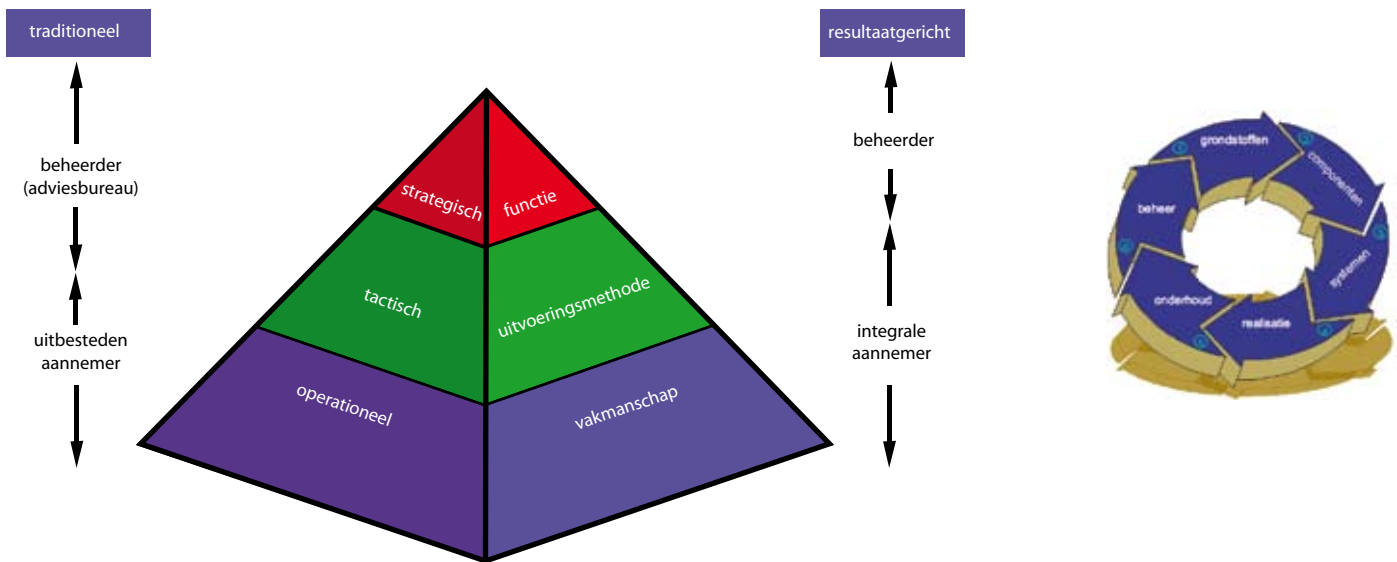 traditioneel
beheerder
(adviesbureau)
uitbesteden
aannemer
strategisch
functie
tactisch
uitvoeringsmethode
operationeel
vakmanschap
resultaatgericht
beheerder
integrale
aannemer
grondstoffen
componenten
systemen
realisatie
onderhoud
beheer